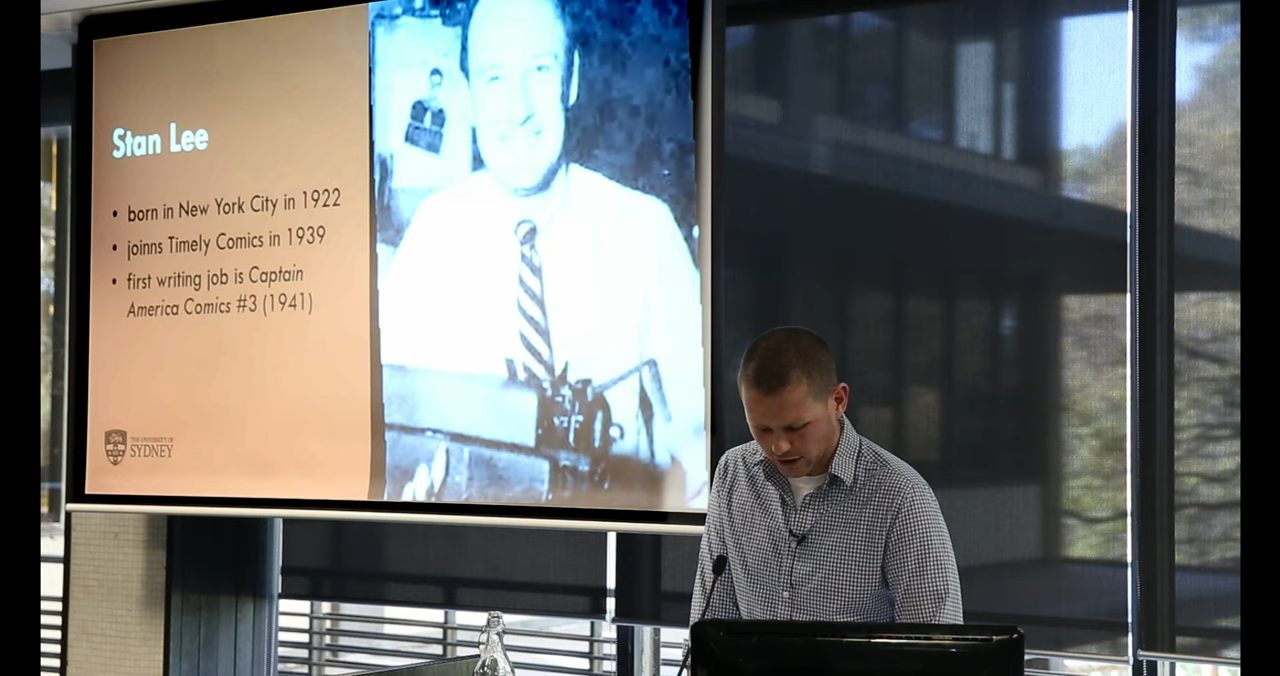 Stan Lee
• born in New York City in 1922
• joinns Timely Comics in 1939
• first writing job is Captain
America Comics #3 (1941)
THE UNIVERSITY OF
SYDNEY